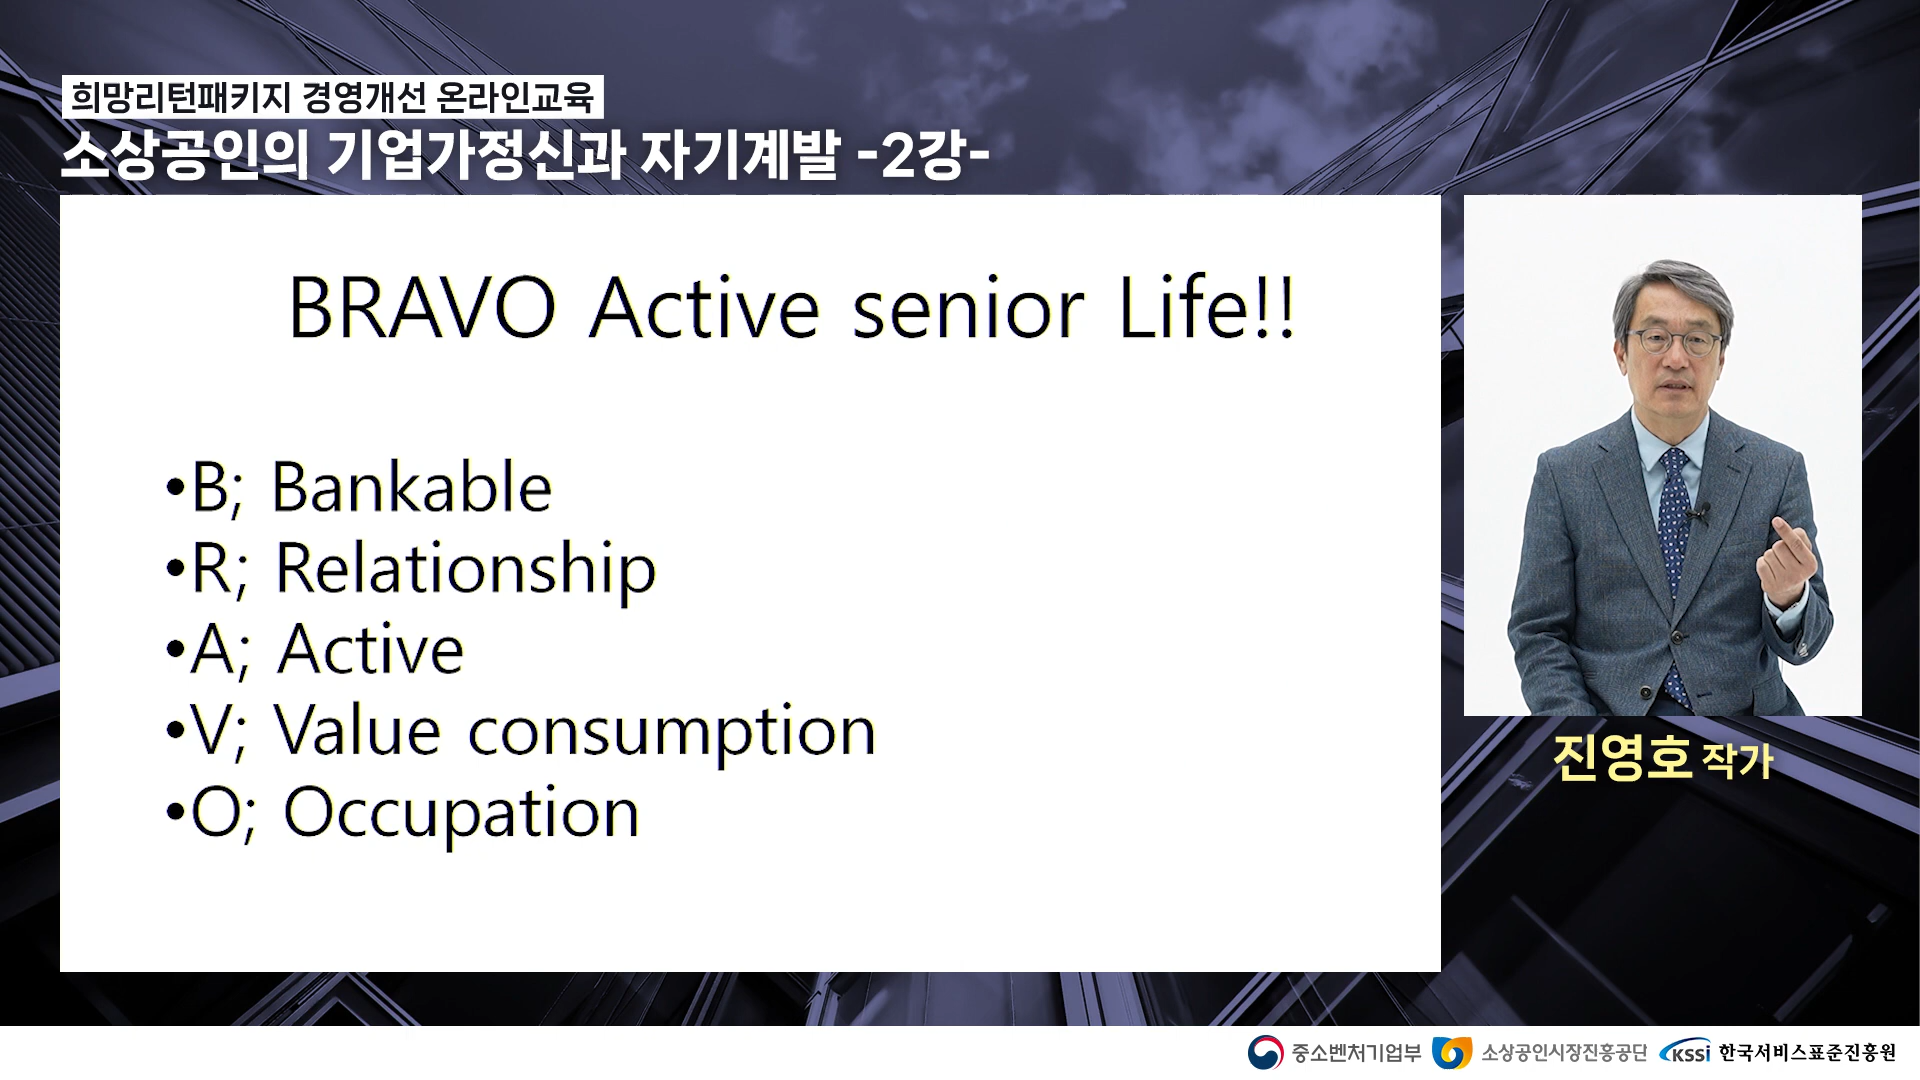 희망리턴패키지 경영개선 온라인교육
소상공인의 기업가정신과 자기계발 -2강-
BRAVO Active senior Life!!
•B; Bankable
•R; Relationship
•A; Active
•V; Value consumption
•O; Occupation
진영호 작가
중소벤처기업부 소상공인시장진흥공단 KSSI 한국서비스표준진흥원